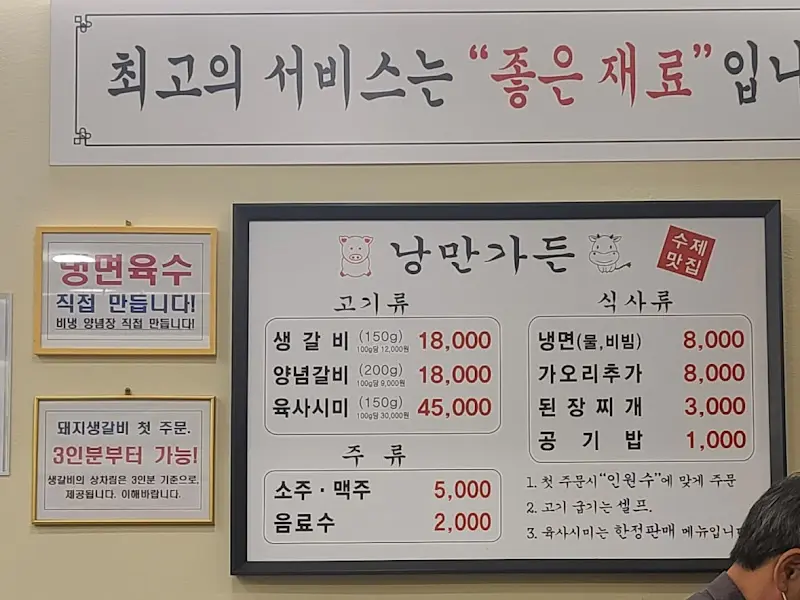 최고의 서비스는 "좋은 재료" 입니
냉면육수
직접 만듭니다!
비냉 양념장 직접 만듭니다!
돼지생갈비 첫 주문.
3인분부터 가능!
생갈비의 상차림은 3인분 기준으로,
제공됩니다. 이해바랍니다.
낭만가든
수제
맛집
고기류
생갈비 (150g) 100g당 12,000원 18,000
양념갈비 (200g) 100g당 9,000원 18,000
육사시미 (150g) 100g당 30,000원 45,000
주류
소주·맥주 5,000
음료수 2,000
식사류
냉면(물,비빔) 8,000
가오리추가 8,000
된장찌개 3,000
공기밥 1,000
1. 첫 주문시 "인원수"에 맞게 주문
2. 고기 굽기는 셀프.
3. 육사시미는 한정판매 메뉴입니